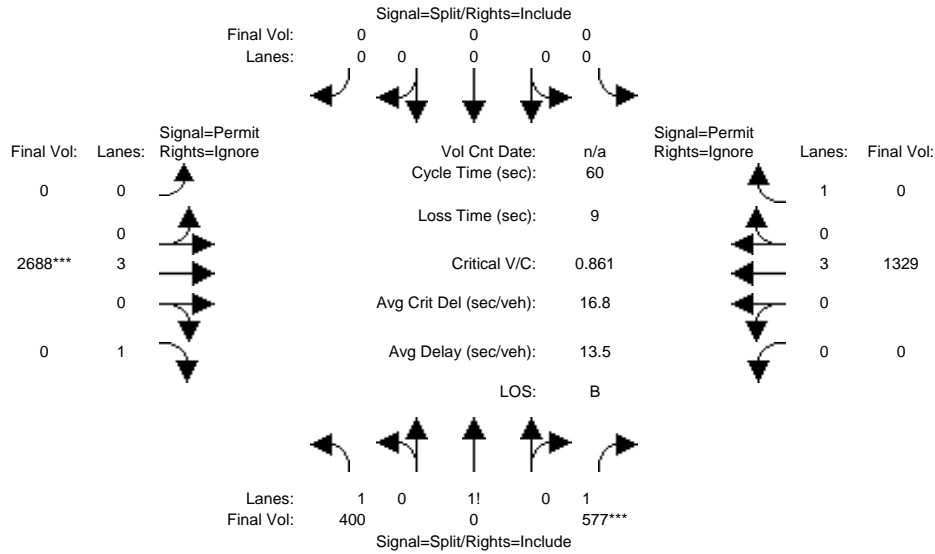 Signal=Split/Rights=Include
Final Vol: 0 0 0
Lanes: 0 0 0 0 0
Signal=Permit Signal=Permit
Final Vol: Lanes: Rights=Ignore Vol Cnt Date: n/a Rights=Ignore Lanes: Final Vol:
Cycle Time (sec): 60
0 0 1 0
Loss Time (sec): 9
0 0
2688*** 3 Critical V/C: 0.861 3 1329
0 Avg Crit Del (sec/veh): 16.8 0
0 1 Avg Delay (sec/veh): 13.5 0 0
LOS: B
Lanes: 1 0 1! 0 1
Final Vol: 400 0 577***
Signal=Split/Rights=Include